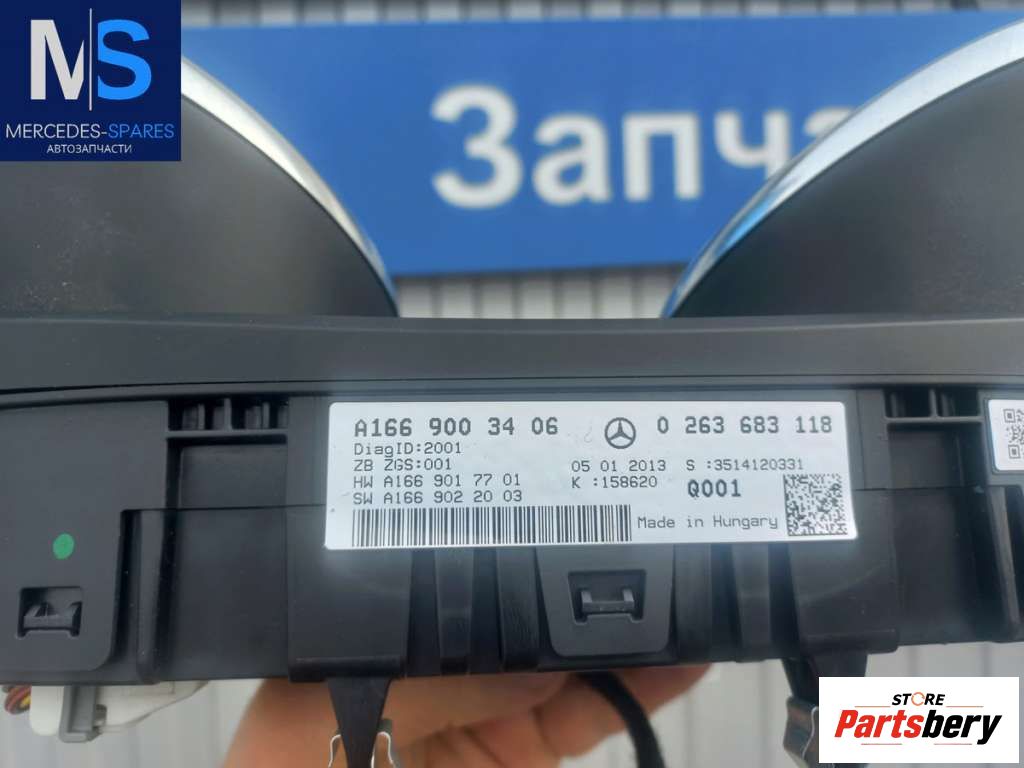 MS
MERCEDES-SPARES
АВТОЗАПЧАСТИ
Запча
A166 900 34 06 0 263 683 118
DiagID:2001
ZB ZGS:001 05 01 2013 S :3514120331
HW A166 901 77 01 K :158620 Q001
SW A166 902 20 03
Made in Hungary
STORE
Partsbery